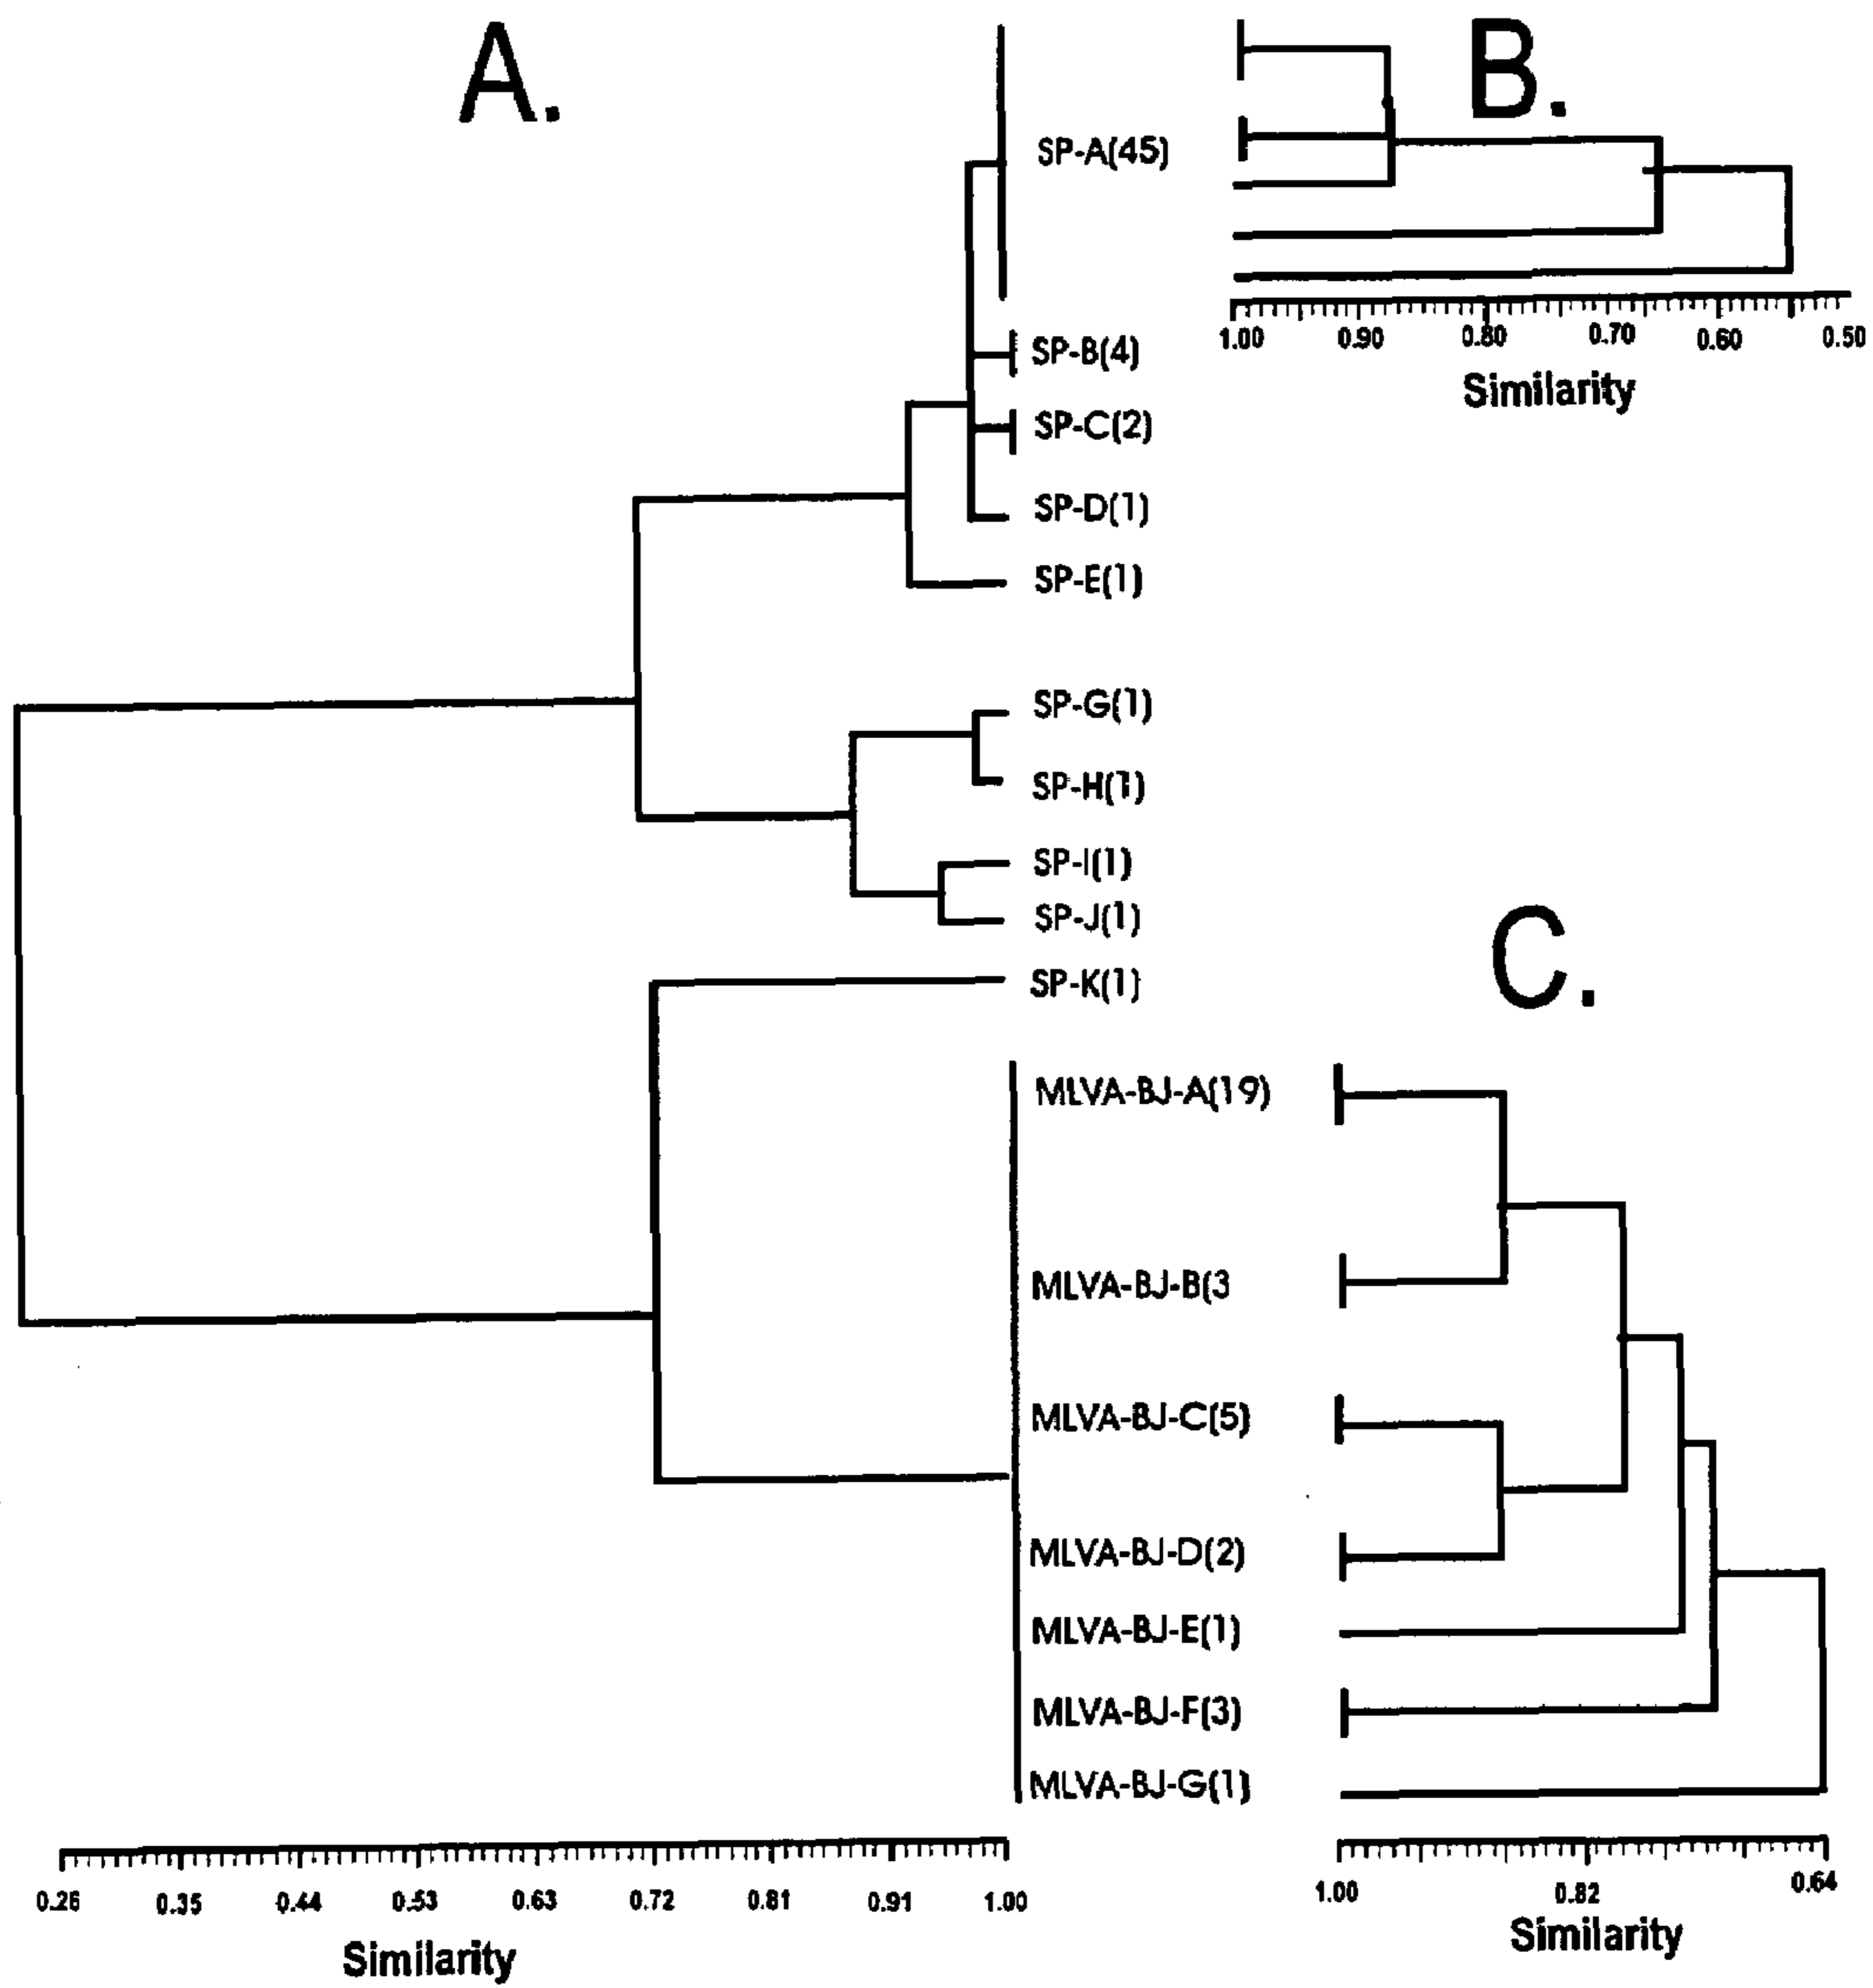 A.
B.
SP-A(45)
SP-B(4)
SP-C(2)
SP-D(1)
SP-E(1)
SP-G(1)
SP-H(1)
SP-I(1)
SP-J(1)
SP-K(1)
1.00 0.90 0.80 0.70 0.60 0.50
Similarity
C.
MLVA-BJ-A(19)
MLVA-BJ-B(3
MLVA-BJ-C(5)
MLVA-BJ-D(2)
MLVA-BJ-E(1)
MLVA-BJ-F(3)
MLVA-BJ-G(1)
0.26 0.35 0.44 0.53 0.63 0.72 0.81 0.91 1.00
Similarity
1.00 0.82 0.64
Similarity